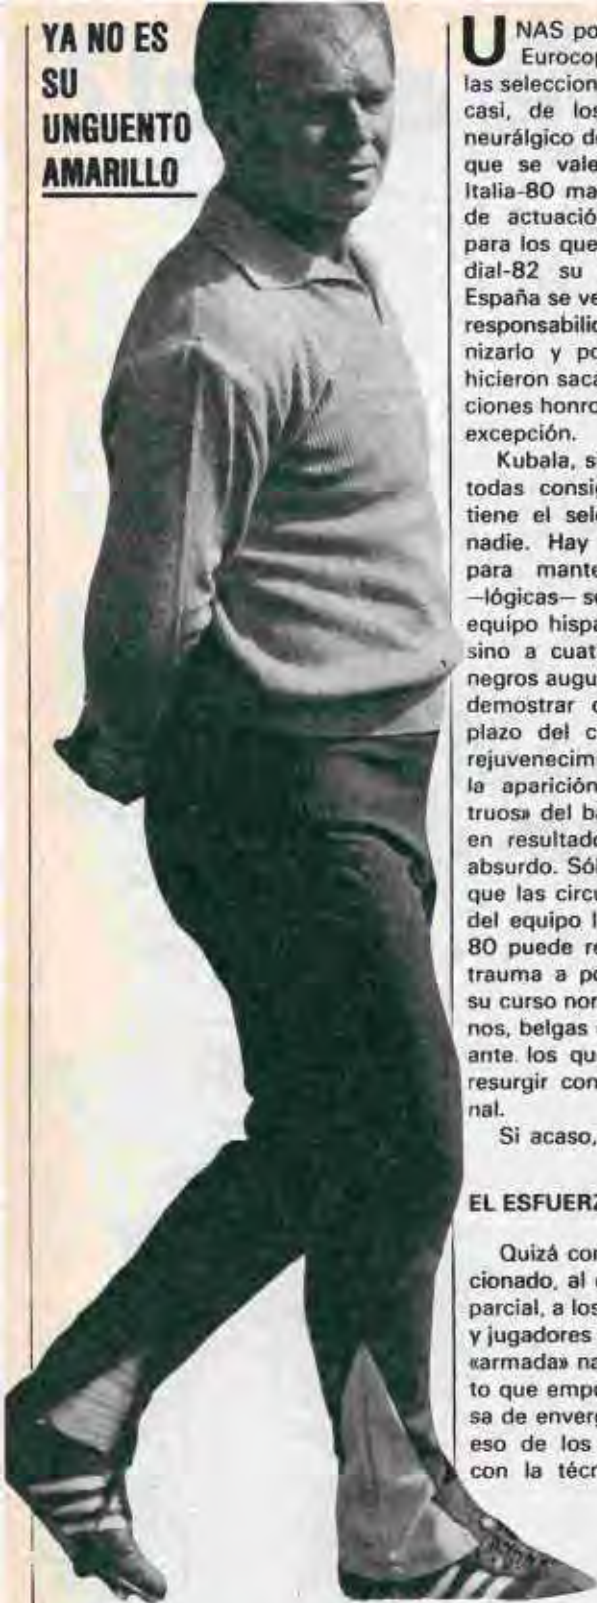 YA NO ES
SU
UNGUENTO
AMARILLO
UNAS po
Eurocop
las seleccion
casi, de los
neurálgico de
que se vale
Italia-80 ma
de actuació
para los que
dial-82 su
España se ve
responsabilid
nizarlo y po
hicieron saca
ciones honro
excepción.
Kubala, s
todas consig
tiene el sele
nadie. Hay
para mante
—lógicas— se
equipo hispa
sino a cuat
negros augu
demostrar q
plazo del c
rejuvenecim
la aparición
truos» del ba
en resultado
absurdo. Sól
que las circu
del equipo l
80 puede re
trauma a po
su curso nor
nos, belgas
ante los qu
resurgir con
nal.
Si acaso,
EL ESFUERZ
Quizá con
cionado, al
parcial, a los
y jugadores
«armada» na
to que empu
sa de enverg
eso de los
con la técn